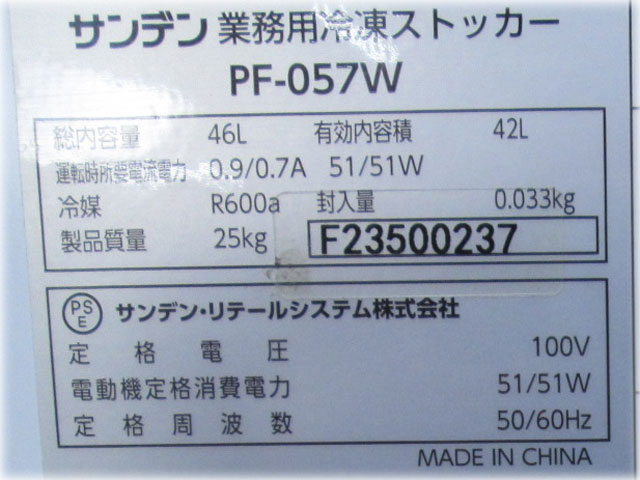 サンデン 業務用冷凍ストッカー
PF-057W
総内容量 46L 有効内容積 42L
運転時所要電流電力 0.9/0.7A 51/51W
冷媒 R600a 封入量 0.033kg
製品質量 25kg F23500237
PSE サンデン・リテールシステム株式会社
定格電圧 100V
電動機定格消費電力 51/51W
定格周波数 50/60Hz
MADE IN CHINA